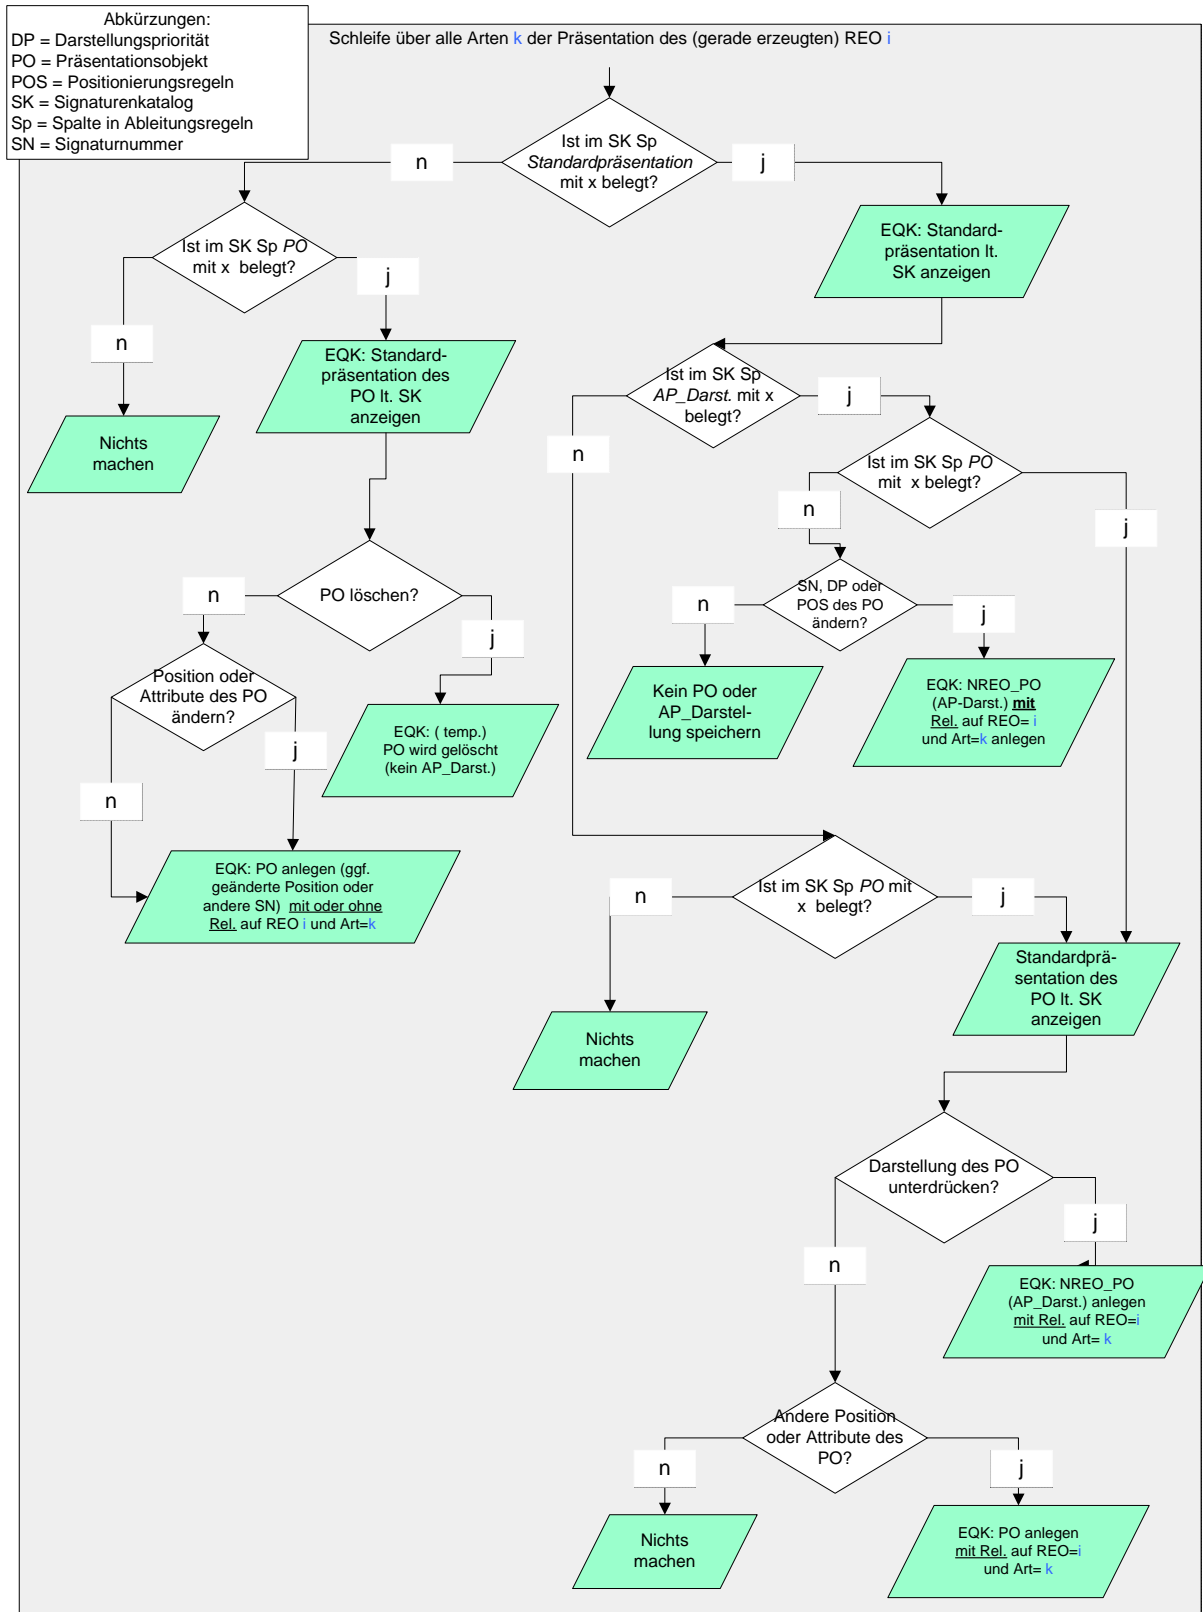 Abkürzungen:
DP = Darstellungspriorität
PO = Präsentationsobjekt
POS = Positionierungsregeln
SK = Signaturenkatalog
Sp = Spalte in Ableitungsregeln
SN = Signaturnummer
Schleife über alle Arten k der Präsentation des (gerade erzeugten) REO i
Ist im SK Sp
Standardpräsentation
mit x belegt?
n
j
Ist im SK Sp PO
mit x belegt?
EQK: Standard-
präsentation lt.
SK anzeigen
j
n
EQK: Standard-
präsentation des
PO lt. SK
anzeigen
Ist im SK Sp
AP_Darst. mit x
belegt?
j
Nichts
machen
n
Ist im SK Sp PO
mit x belegt?
n
j
PO löschen?
SN, DP oder
POS des PO
ändern?
n
j
n
j
Position oder
Attribute des PO
ändern?
Kein PO oder
AP_Darstel-
lung speichern
EQK: NREO_PO
(AP-Darst.) mit
Rel. auf REO= i
und Art=k anlegen
EQK: ( temp.)
PO wird gelöscht
(kein AP_Darst.)
j
n
EQK: PO anlegen (ggf.
geänderte Position oder
andere SN) mit oder ohne
Rel. auf REO i und Art=k
Ist im SK Sp PO mit
x belegt?
n
j
Standardprä-
sentation des
PO lt. SK
anzeigen
Nichts
machen
Darstellung des PO
unterdrücken?
j
n
EQK: NREO_PO
(AP_Darst.) anlegen
mit Rel. auf REO=i
und Art= k
Andere Position
oder Attribute des
PO?
n
j
Nichts
machen
EQK: PO anlegen
mit Rel. auf REO=i
und Art= k